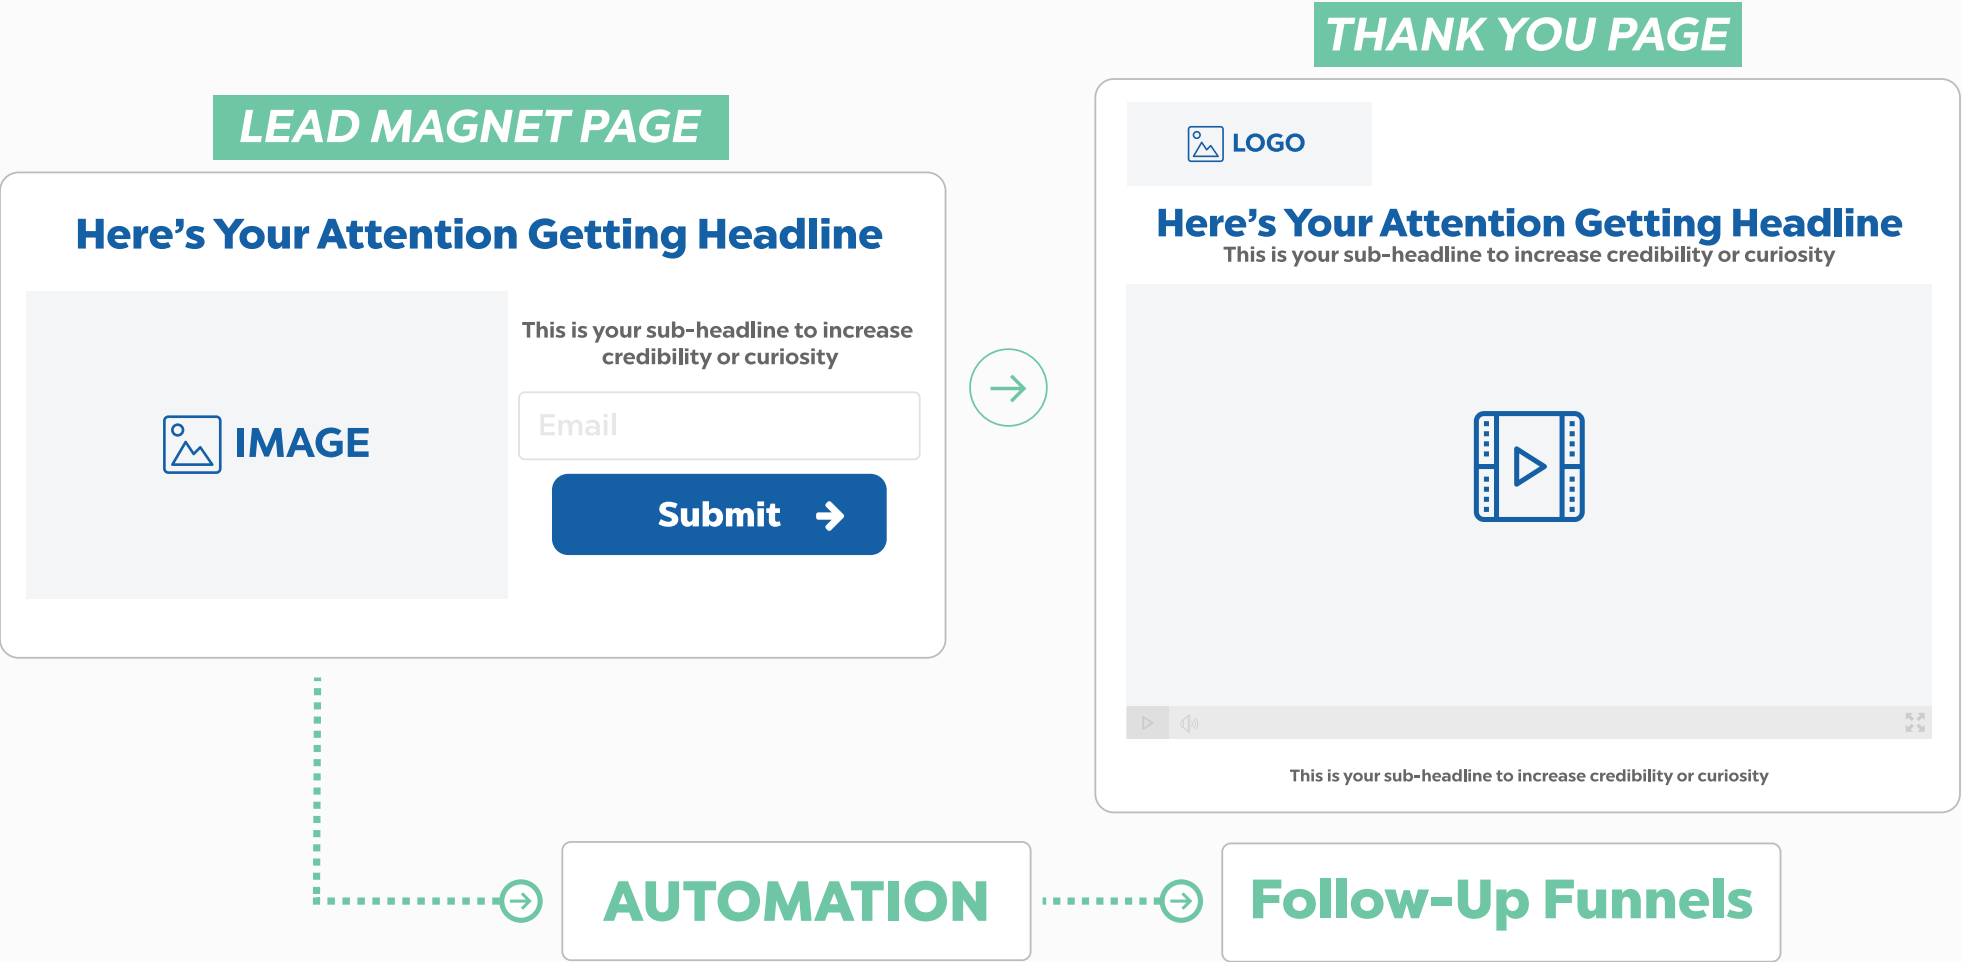 LEAD MAGNET PAGE
Here’s Your Attention Getting Headline
IMAGE
This is your sub-headline to increase
credibility or curiosity
Email
Submit
THANK YOU PAGE
LOGO
Here’s Your Attention Getting Headline
This is your sub-headline to increase credibility or curiosity
This is your sub-headline to increase credibility or curiosity
AUTOMATION
Follow-Up Funnels